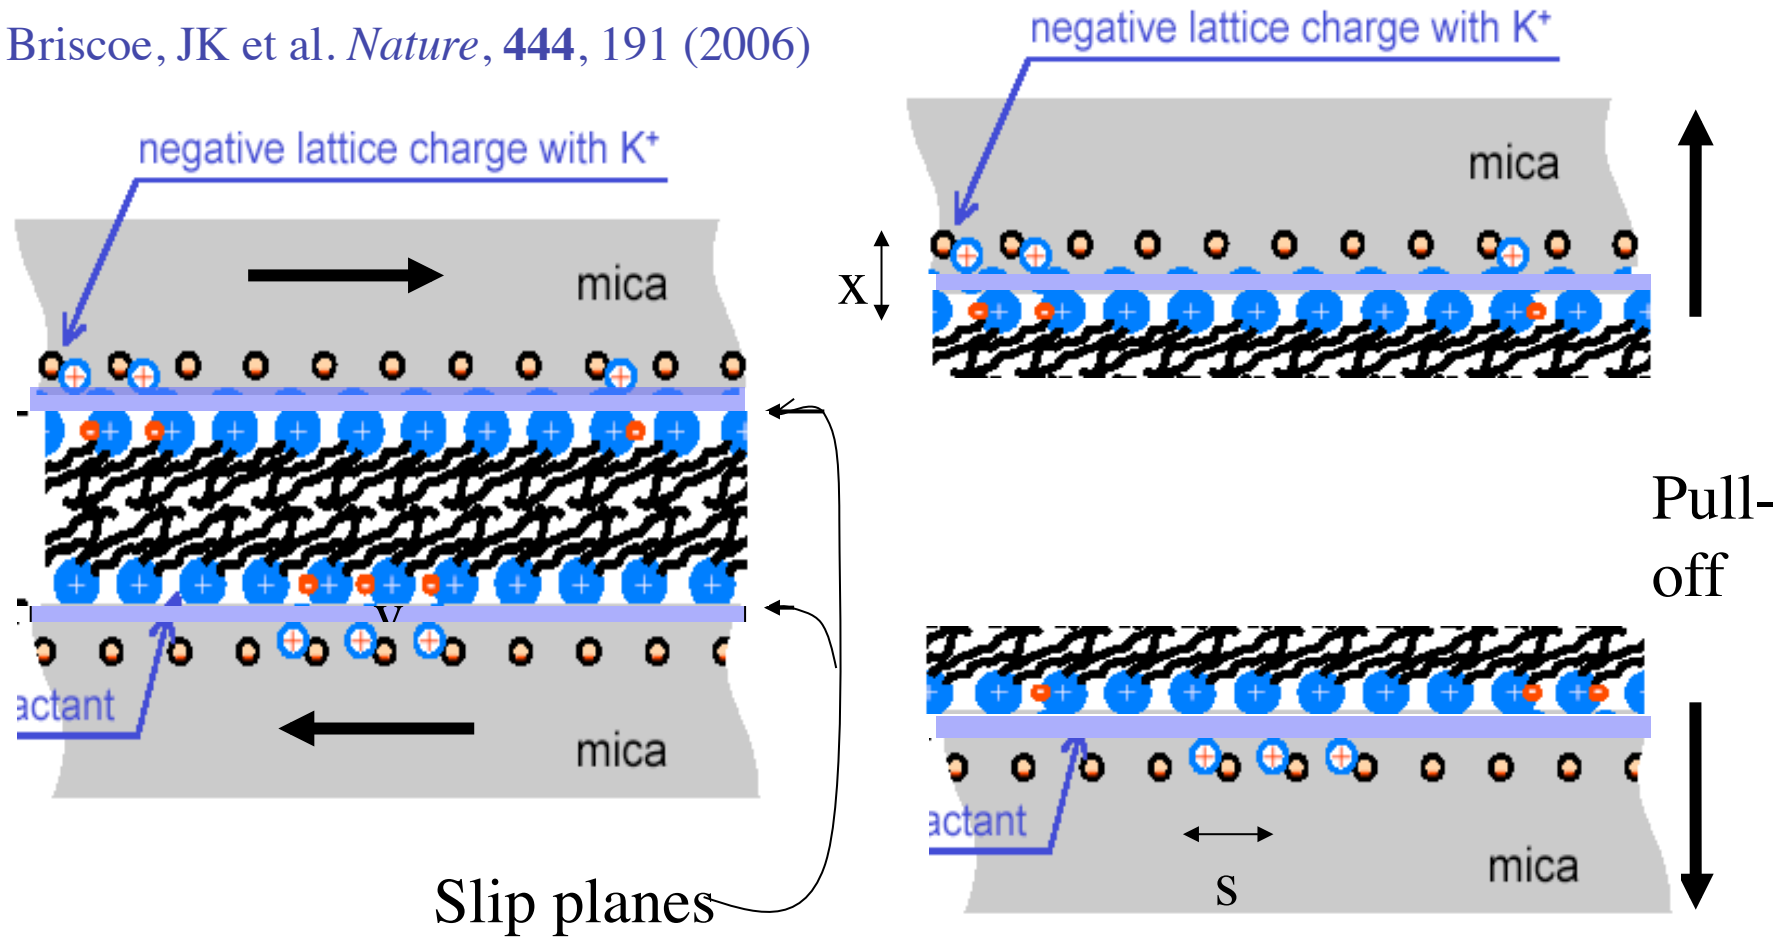 Briscoe, JK et al. Nature, 444, 191 (2006)
negative lattice charge with K⁺
mica
actant
mica
Slip planes
negative lattice charge with K⁺
mica
x
Pull-
off
actant
s
mica